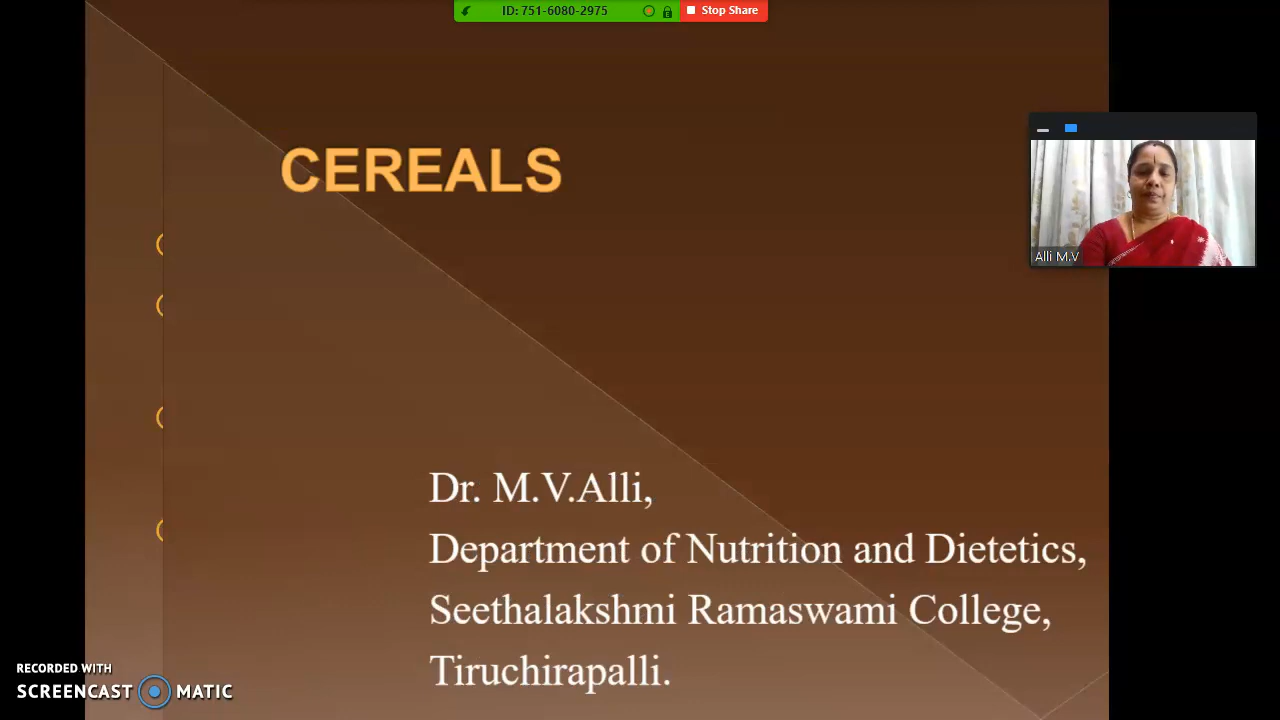 ID: 751-6080-2975 Stop Share
CEREALS
Alli M.V
Dr. M.V.Alli,
Department of Nutrition and Dietetics,
Seethalakshmi Ramaswami College,
Tiruchirapalli.
RECORDED WITH
SCREENCAST MATIC